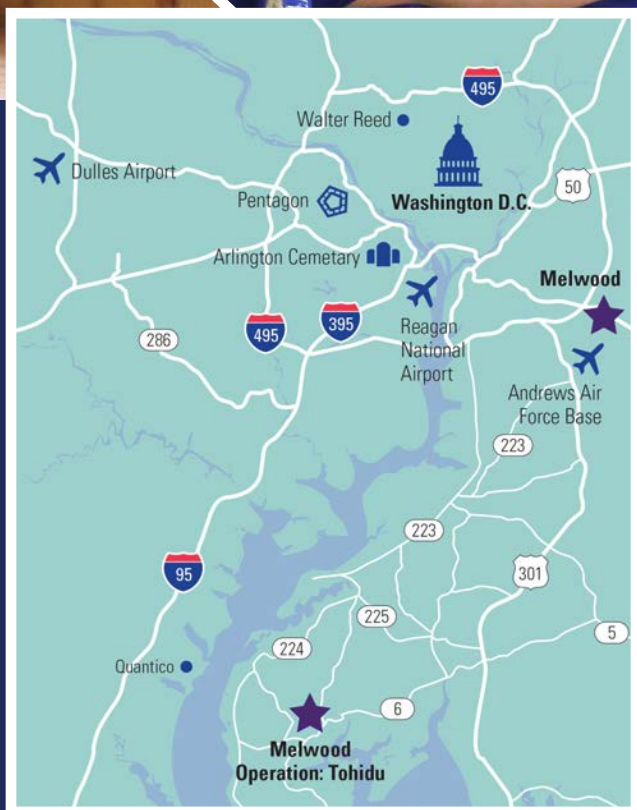 495
Walter Reed
Dulles Airport
50
Pentagon
Washington D.C.
Arlington Cemetary
Melwood
495
395
286
Reagan
National
Airport
Andrews Air
Force Base
223
223
301
95
225
5
224
Quantico
6
Melwood
Operation: Tohidu